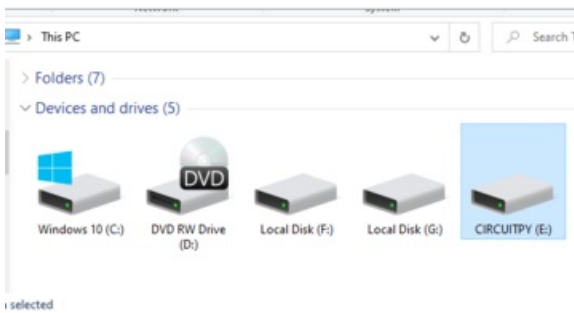 This PC
Search
Folders (7)
Devices and drives (5)
DVD
Windows 10 (C:)
DVD RW Drive
(D:)
Local Disk (F:)
Local Disk (G:)
CIRCUITPY (E:)
selected